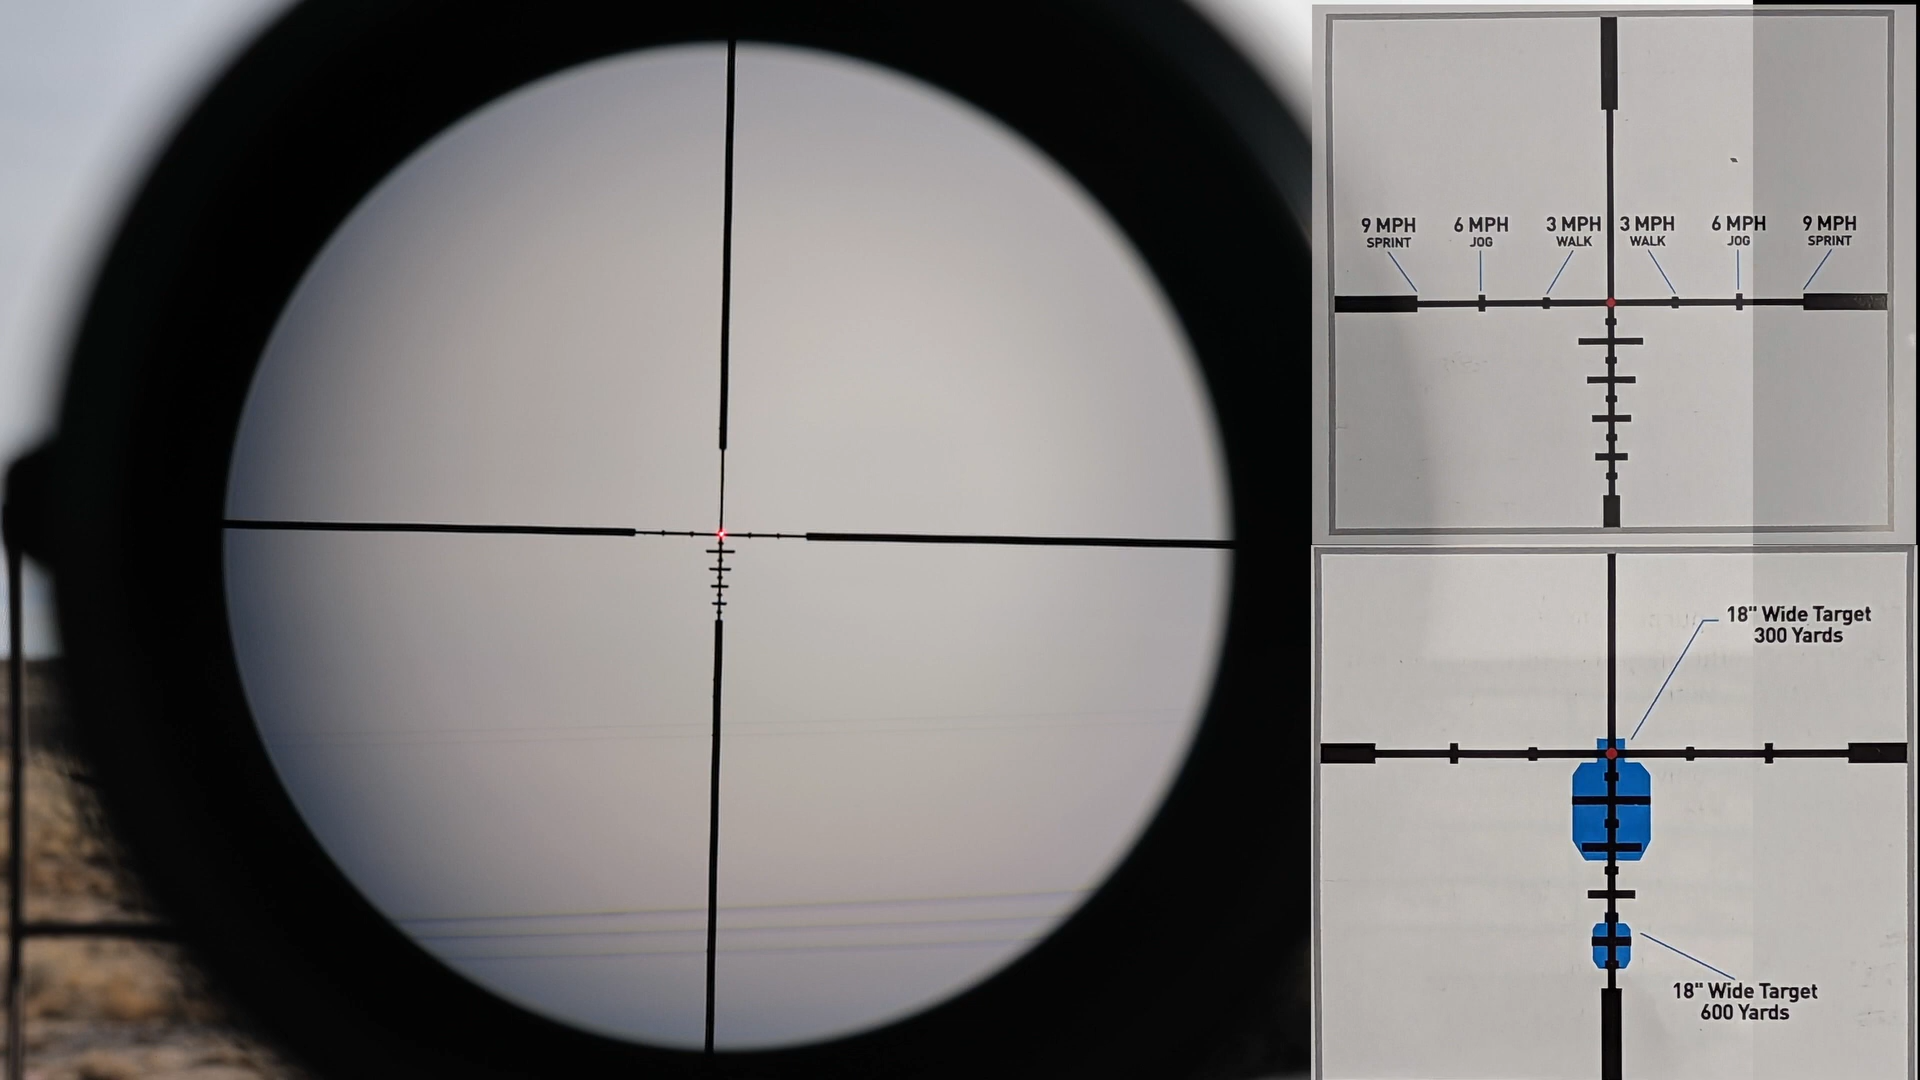 9 MPH
SPRINT
6 MPH
JOG
3 MPH
WALK
3 MPH
WALK
6 MPH
JOG
9 MPH
SPRINT
18" Wide Target
300 Yards
18" Wide Target
600 Yards